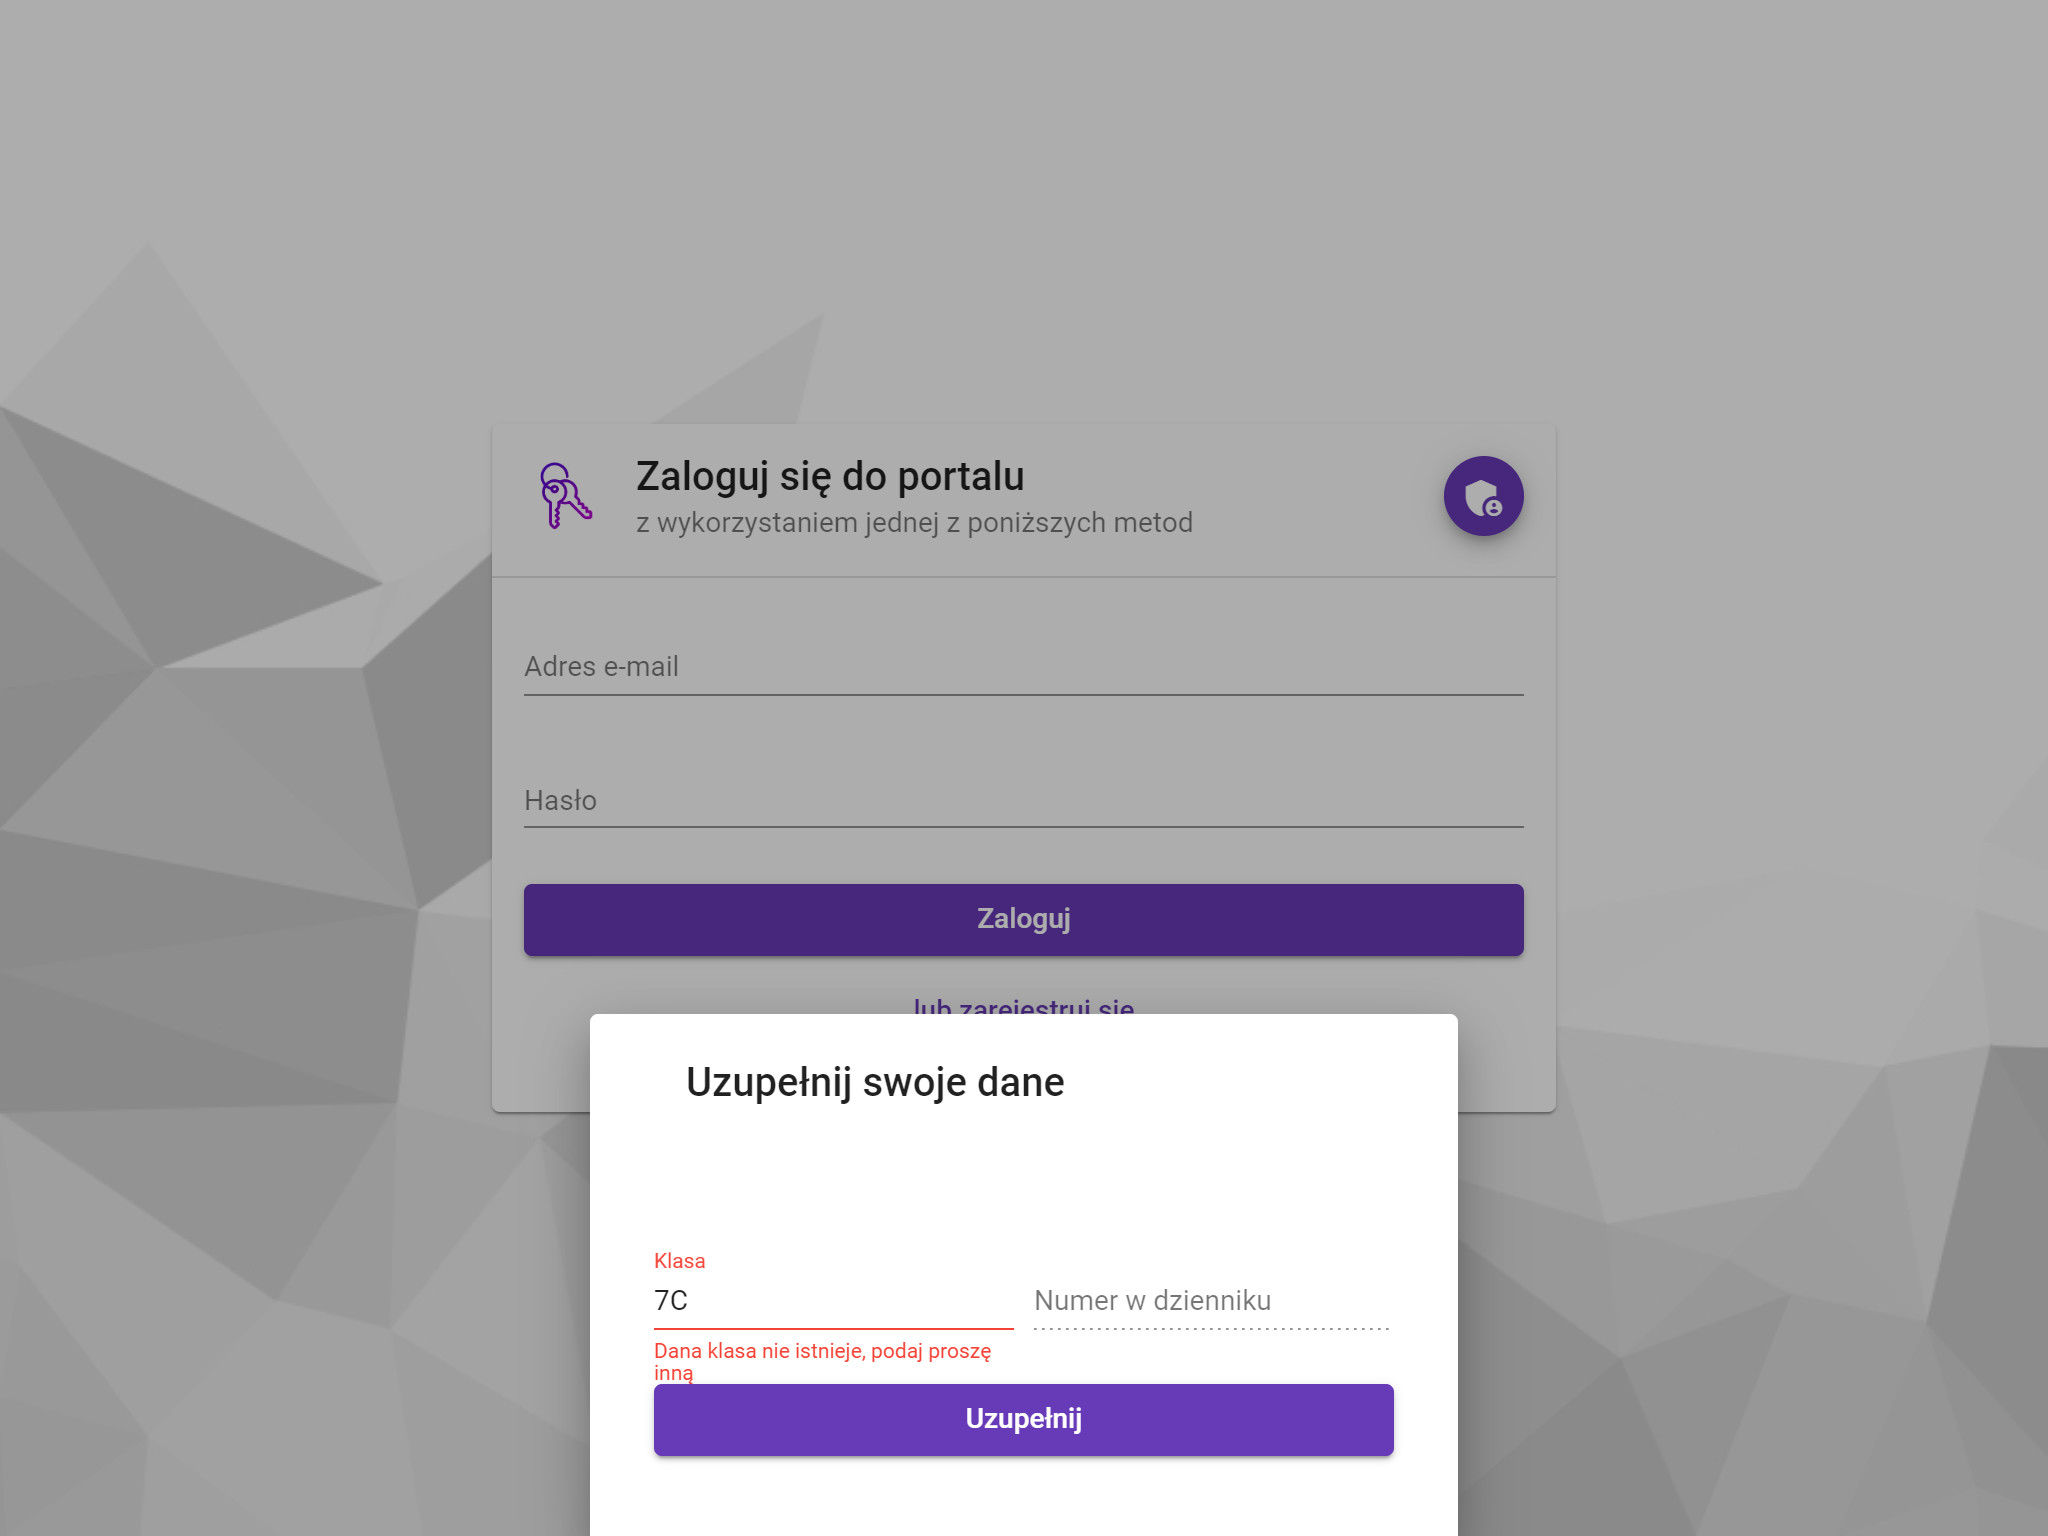 Zaloguj się do portalu
z wykorzystaniem jednej z poniższych metod
Adres e-mail
Hasło
Zaloguj
lub zarejestruj się
Uzupełnij swoje dane
Klasa
7C
Numer w dzienniku
Dana klasa nie istnieje, podaj proszę
inną
Uzupełnij